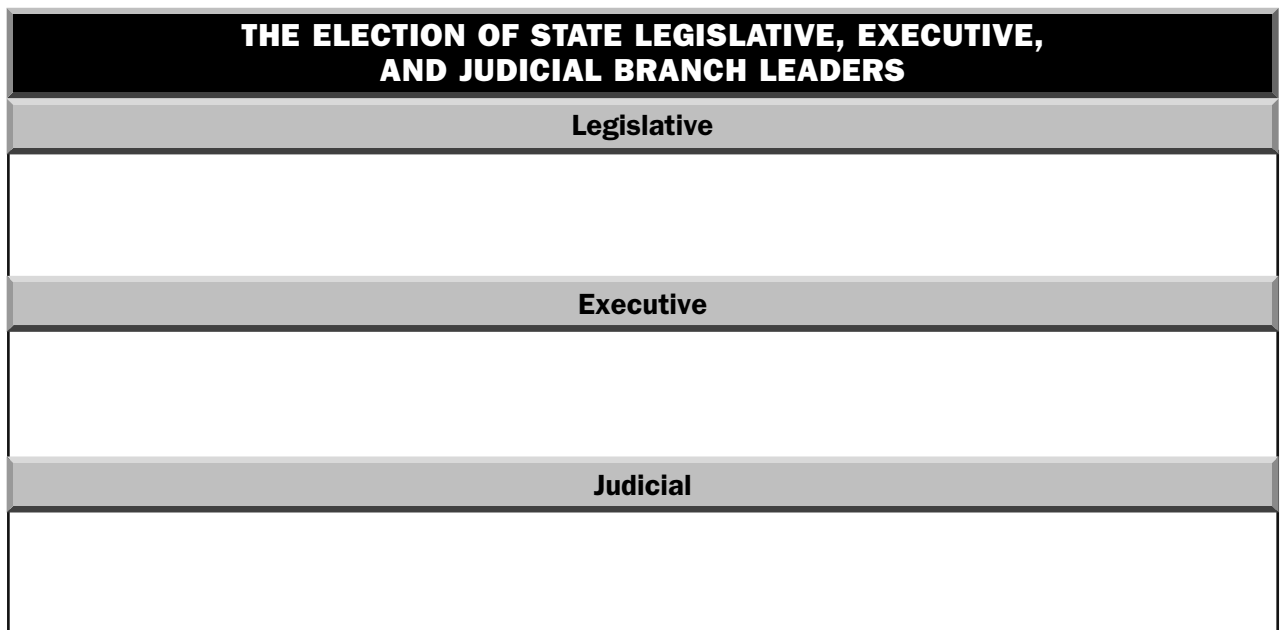 THE ELECTION OF STATE LEGISLATIVE, EXECUTIVE,
AND JUDICIAL BRANCH LEADERS
Legislative
Executive
Judicial